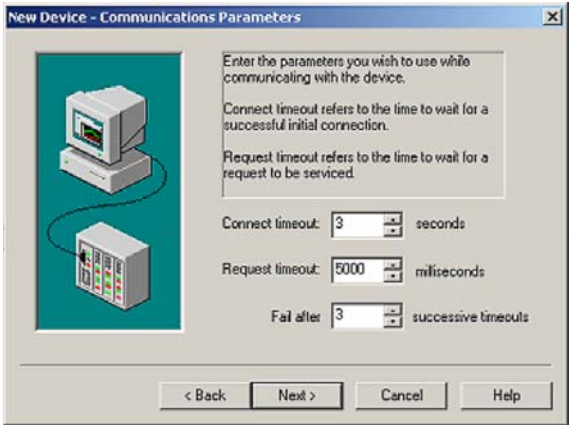 New Device - Communications Parameters
Enter the parameters you wish to use while
communicating with the device.
Connect timeout refers to the time to wait for a
successful initial connection.
Request timeout refers to the time to wait for a
request to be serviced.
Connect timeout: 3 seconds
Request timeout: 5000 milliseconds
Fail after 3 successive timeouts
< Back Next > Cancel Help